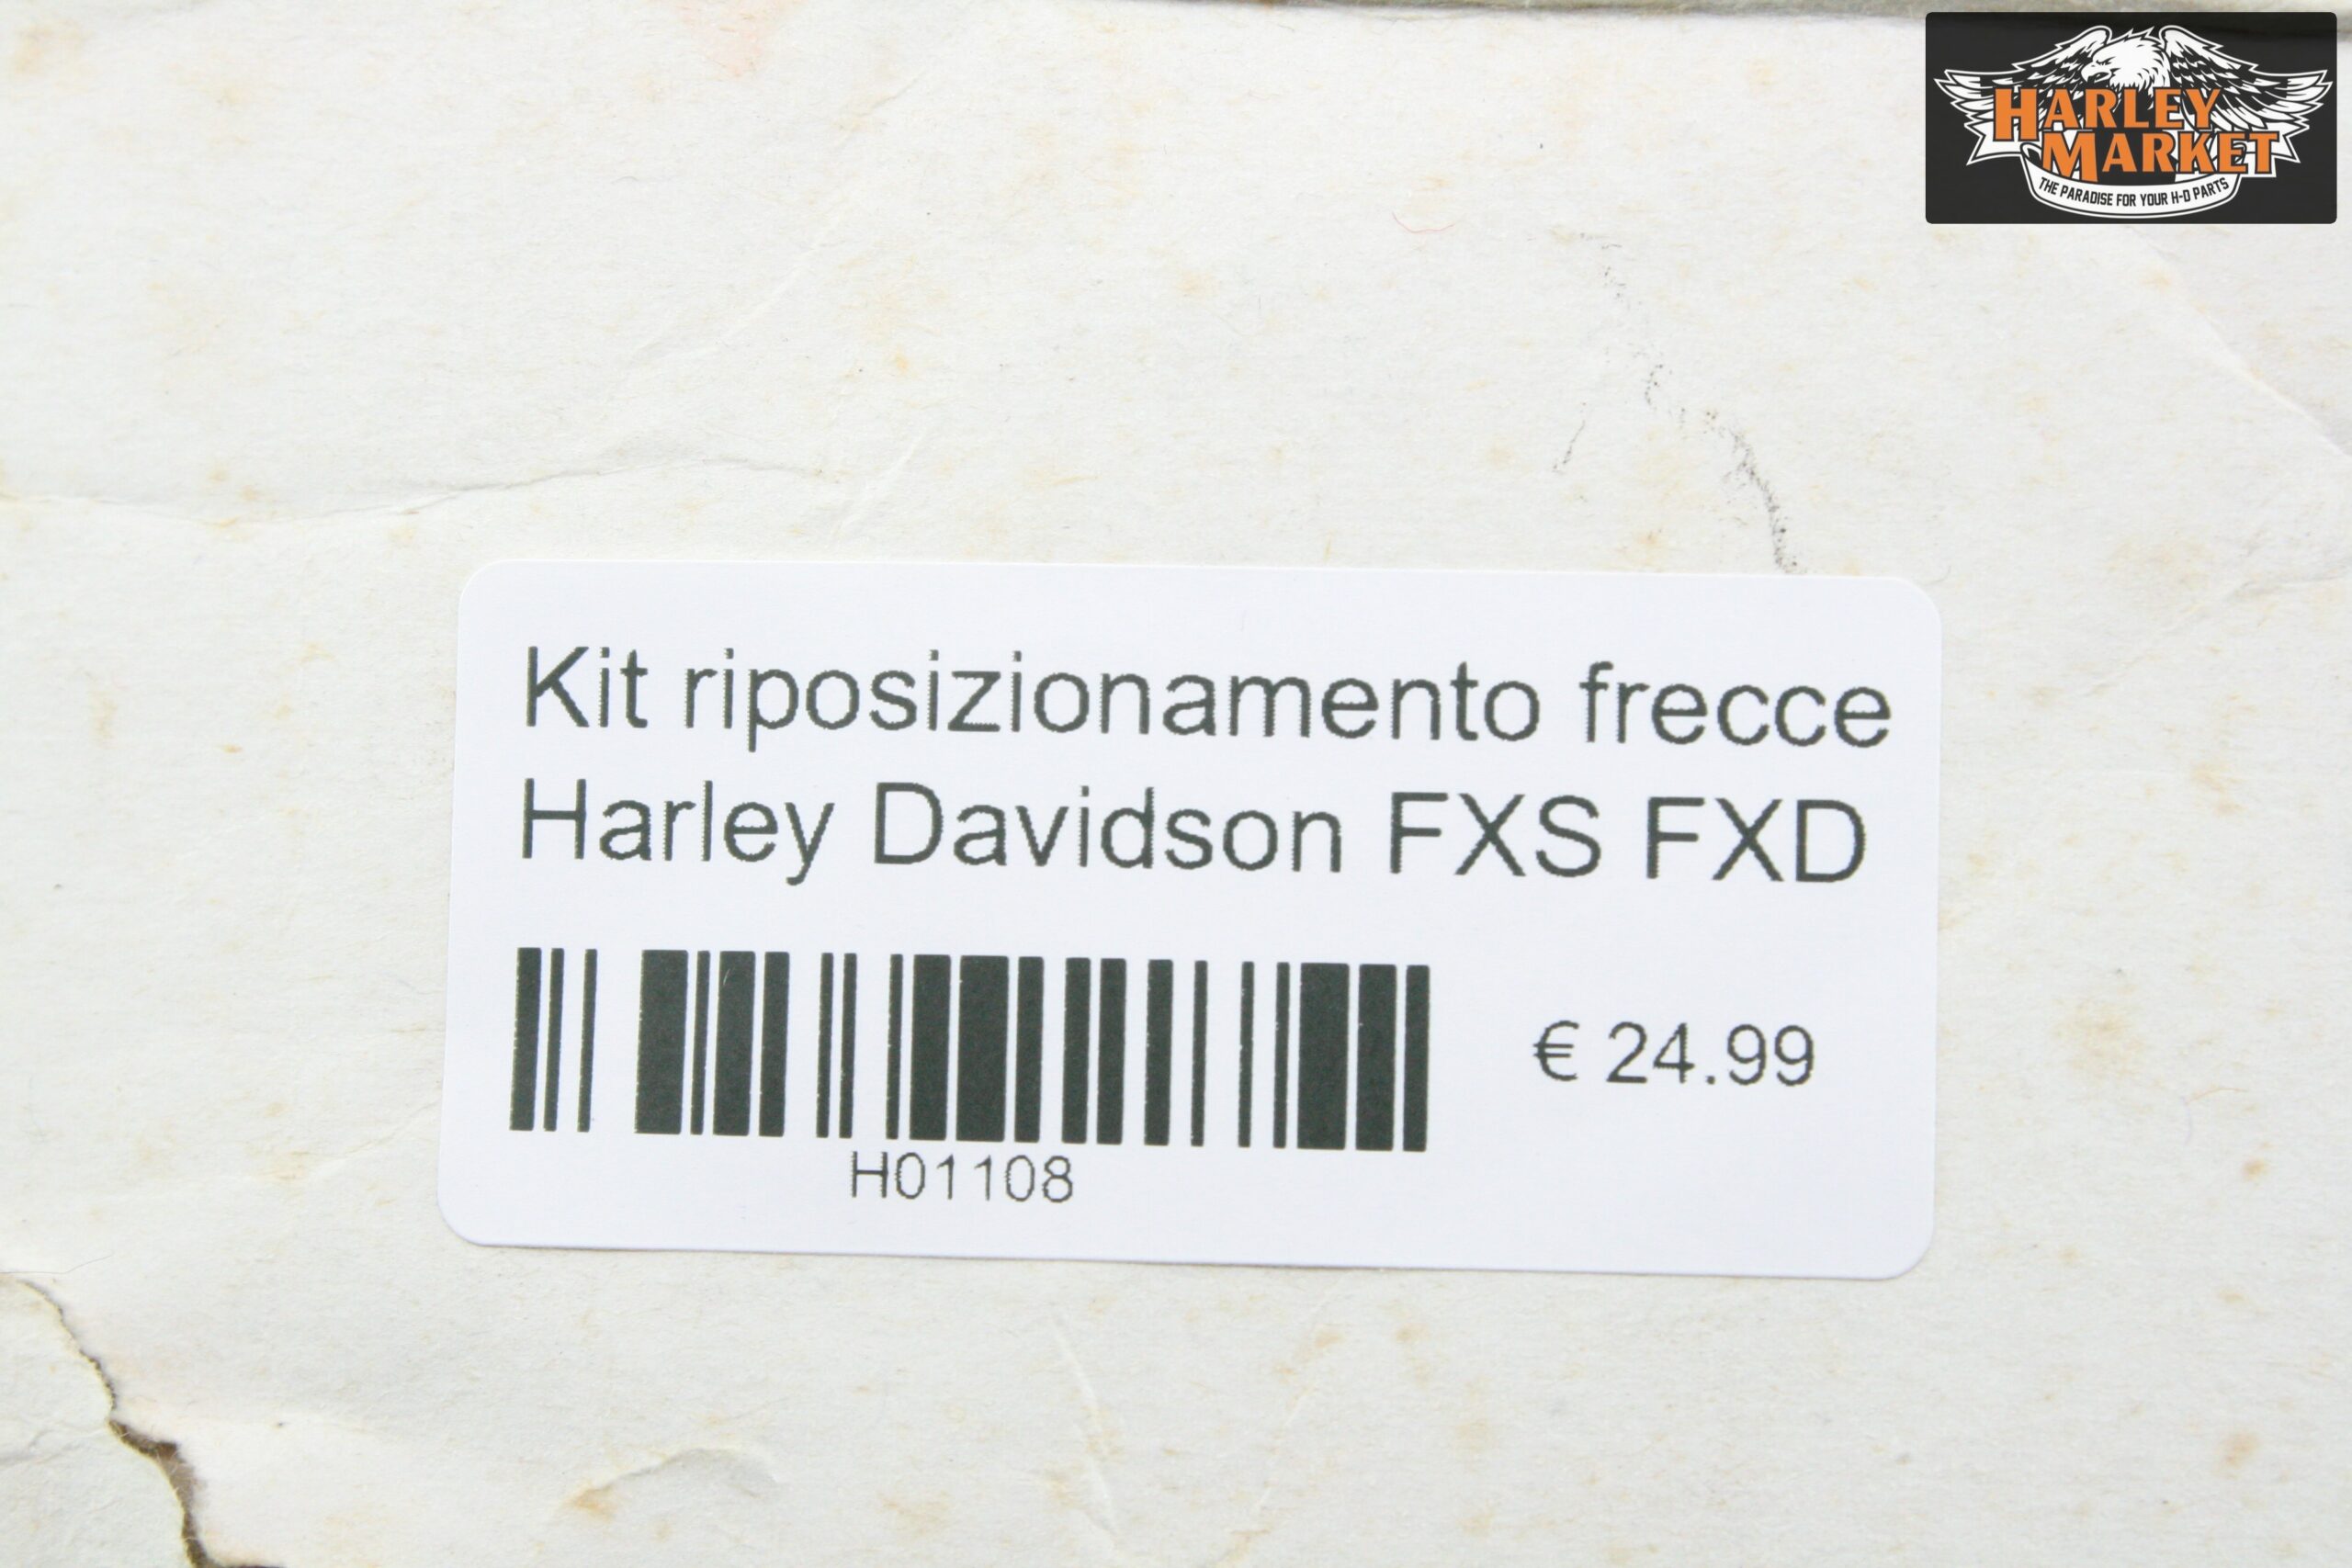 HARLEY
MARKET
THE PARADISE FOR YOUR H-D PARTS
Kit riposizionamento frecce
Harley Davidson FXS FXD
€ 24.99
H01108